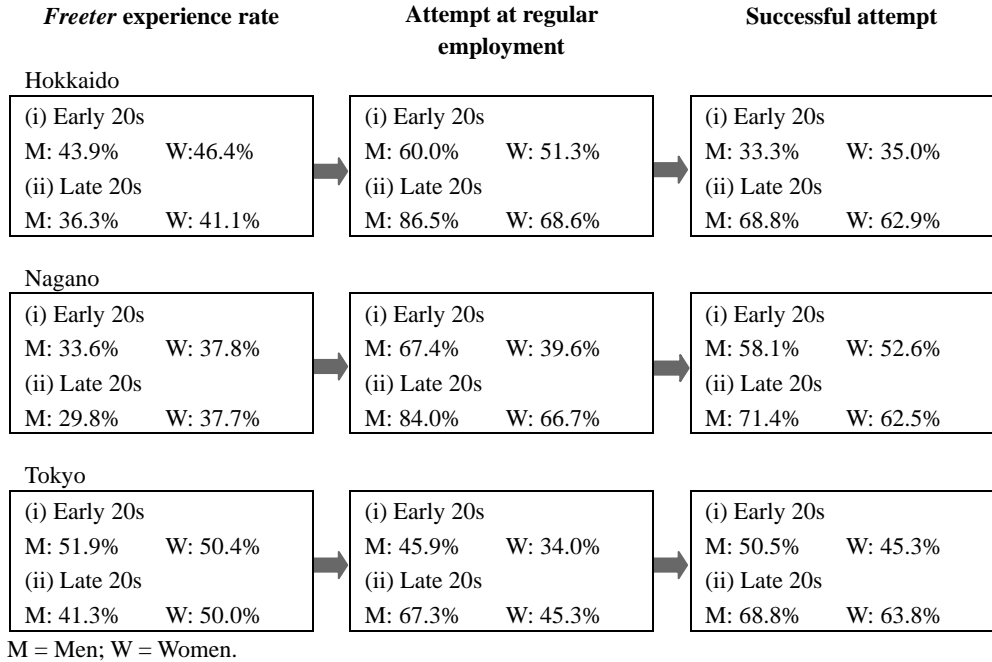 Freeter experience rate
Attempt at regular
employment
Successful attempt
Hokkaido
(i) Early 20s
M: 43.9% W:46.4%
(ii) Late 20s
M: 36.3% W: 41.1%
(i) Early 20s
M: 60.0% W: 51.3%
(ii) Late 20s
M: 86.5% W: 68.6%
(i) Early 20s
M: 33.3% W: 35.0%
(ii) Late 20s
M: 68.8% W: 62.9%
Nagano
(i) Early 20s
M: 33.6% W: 37.8%
(ii) Late 20s
M: 29.8% W: 37.7%
(i) Early 20s
M: 67.4% W: 39.6%
(ii) Late 20s
M: 84.0% W: 66.7%
(i) Early 20s
M: 58.1% W: 52.6%
(ii) Late 20s
M: 71.4% W: 62.5%
Tokyo
(i) Early 20s
M: 51.9% W: 50.4%
(ii) Late 20s
M: 41.3% W: 50.0%
(i) Early 20s
M: 45.9% W: 34.0%
(ii) Late 20s
M: 67.3% W: 45.3%
(i) Early 20s
M: 50.5% W: 45.3%
(ii) Late 20s
M: 68.8% W: 63.8%
M = Men; W = Women.